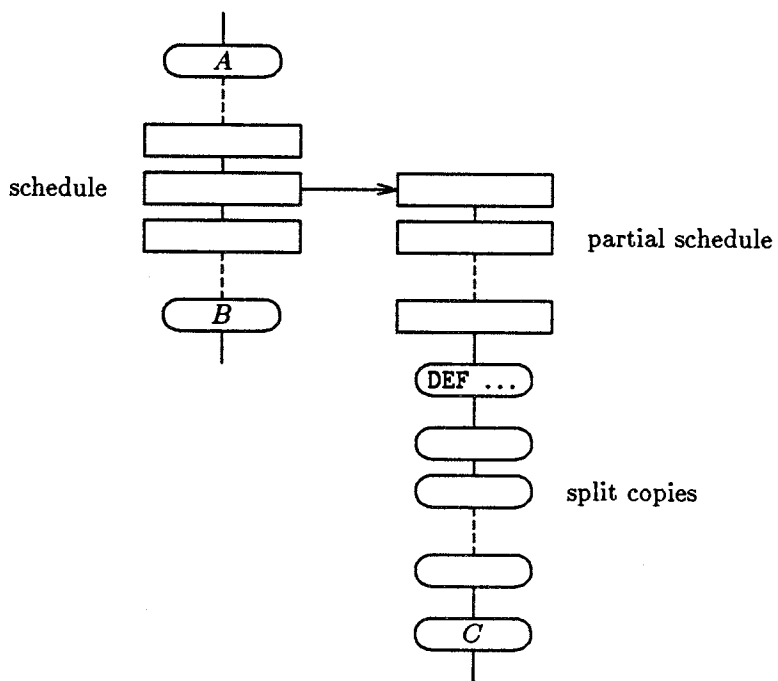 A
schedule
partial schedule
B
DEF ...
split copies
C